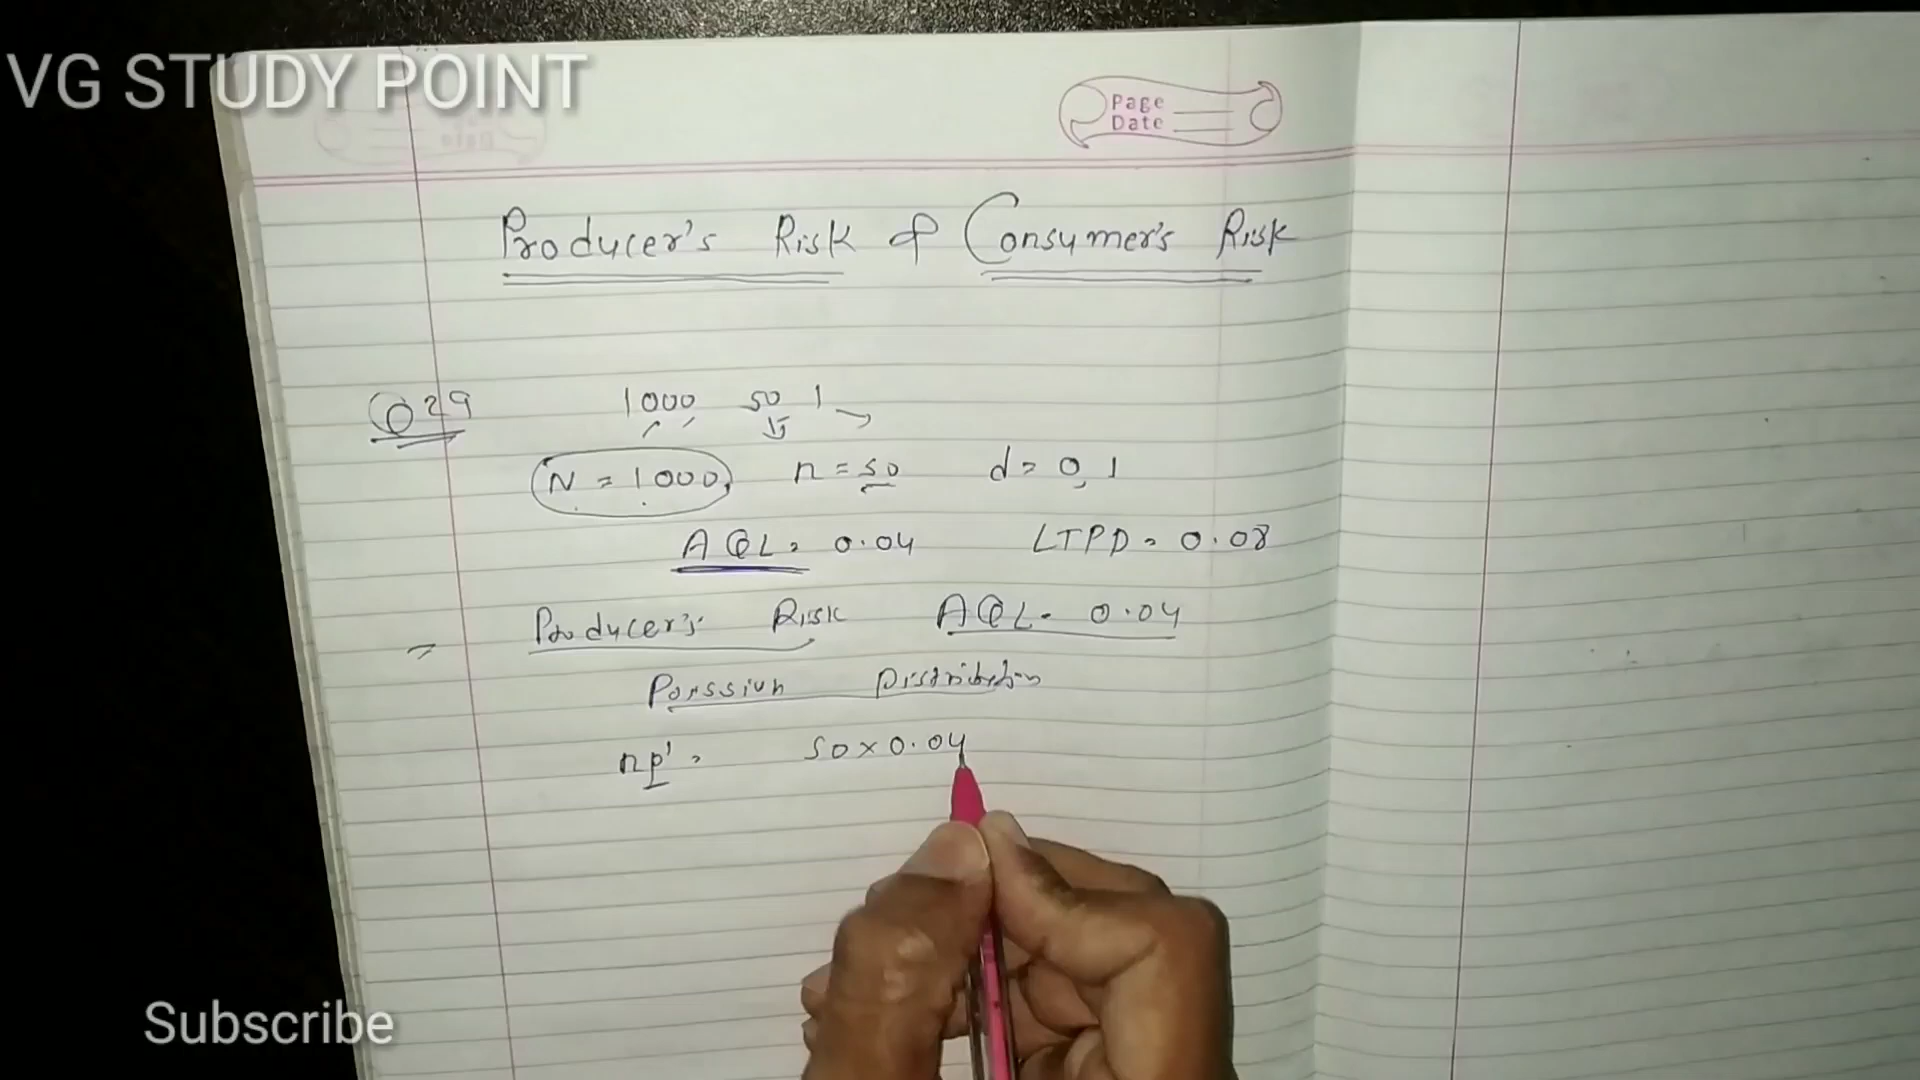 VG STUDY POINT
Page
Date
Producer's Risk & Consumer's Risk
Q29
1000 50 1
N = 1000, n = 50 d = 0, 1
AQL = 0.04 LTPD = 0.08
= Producer's Risk AQL = 0.04
Poissiun Distribution
np' = 50 × 0.04
Subscribe